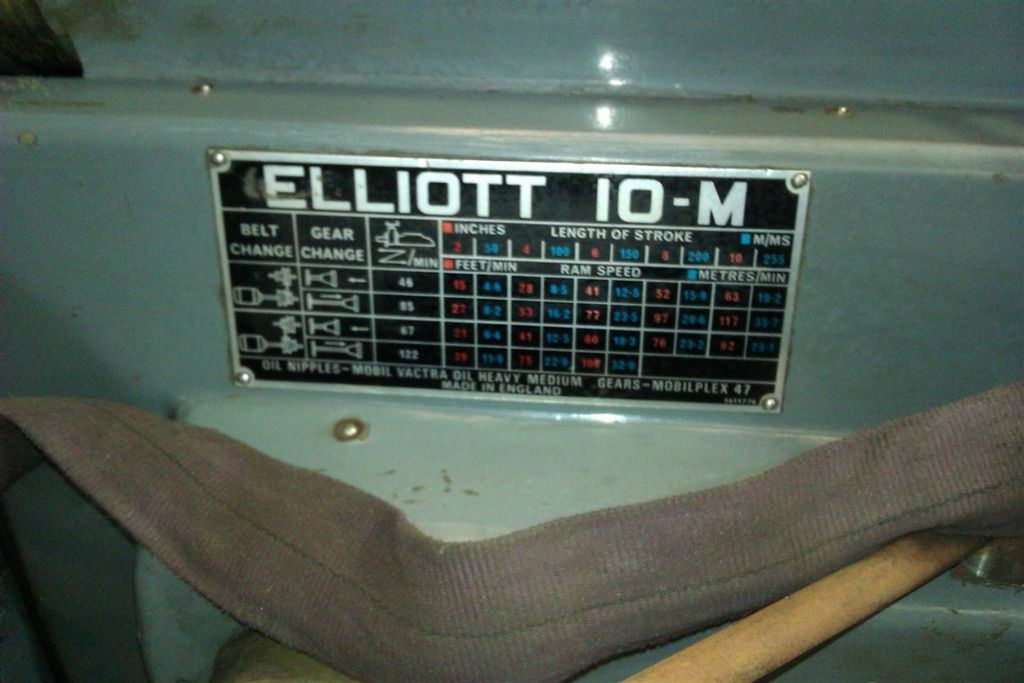 ELLIOTT 10-M
BELT CHANGE
GEAR CHANGE
/MIN
INCHES LENGTH OF STROKE M/MS
2 50 4 100 6 150 8 200 10 255
FEET/MIN RAM SPEED METRES/MIN
46 15 4·6 28 8·5 41 12·5 52 15·9 63 19·2
85 27 8·2 53 16·2 77 23·5 97 29·6 117 35·7
67 21 6·4 41 12·5 60 18·3 76 23·2 92 28·1
122 39 11·9 75 22·9 108 32·9
OIL NIPPLES-MOBIL VACTRA OIL HEAVY MEDIUM GEARS-MOBILPLEX 47
MADE IN ENGLAND